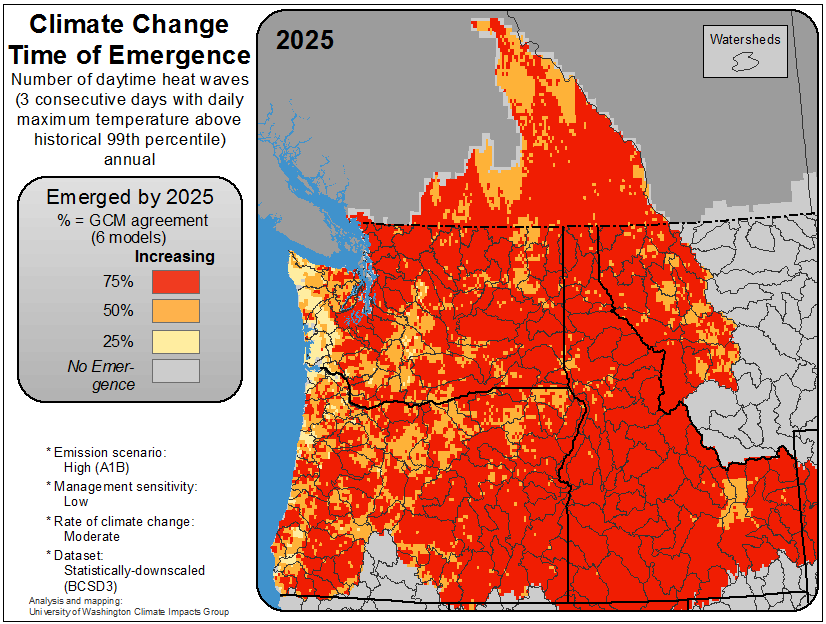 Climate Change
Time of Emergence
Number of daytime heat waves
(3 consecutive days with daily
maximum temperature above
historical 99th percentile)
annual
Emerged by 2025
% = GCM agreement
(6 models)
Increasing
75%
50%
25%
No Emer-
gence
* Emission scenario:
High (A1B)
* Management sensitivity:
Low
* Rate of climate change:
Moderate
* Dataset:
Statistically-downscaled
(BCSD3)
Analysis and mapping:
University of Washington Climate Impacts Group
2025
Watersheds